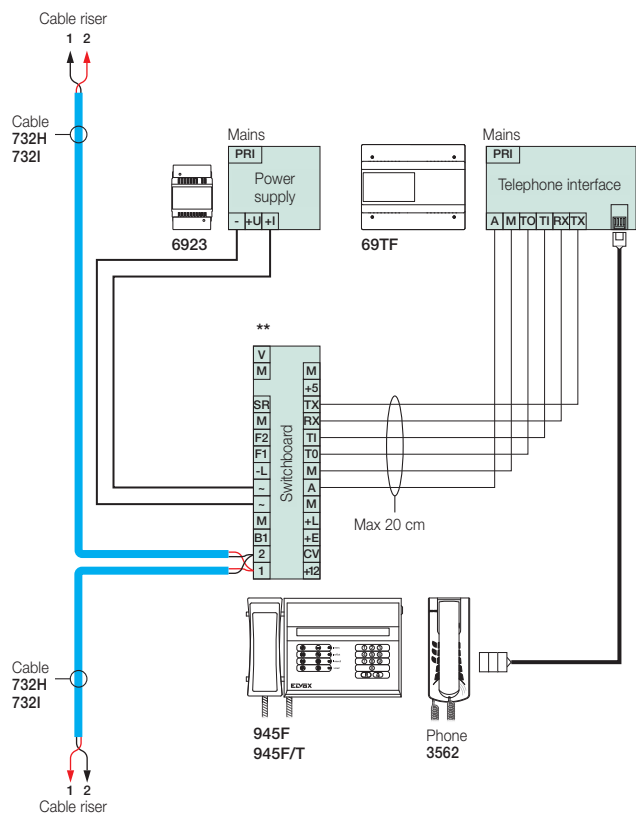 Cable riser
1 2
Cable
732H
732I
Mains
PRI
Power
supply
- +U +I
6923
69TF
Mains
PRI
Telephone interface
A M TO TI RX TX
**
V
M
SR
M
F2
F1
-L
~
~
M
B1
2
1
Switchboard
M
+5
TX
RX
TI
T0
M
A
M
+L
+E
CV
+12
Max 20 cm
Cable
732H
732I
ELVOX
945F
945F/T
Phone
3562
1 2
Cable riser